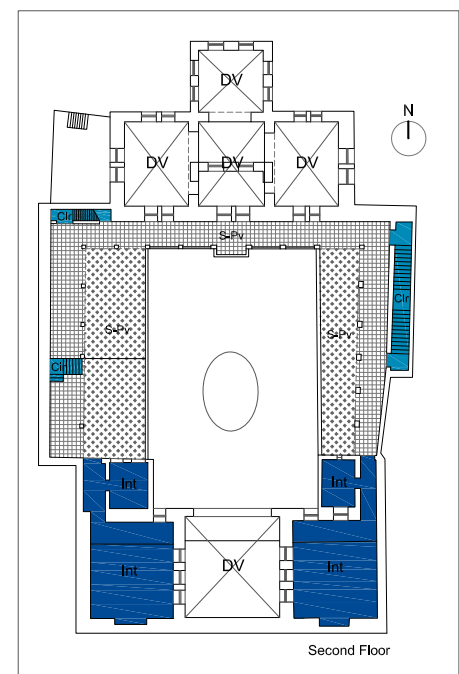 DV
N
DV
DV
DV
Clr
S-Pv
Clr
S-Pv
S-Pv
Clr
Int
Int
Int
DV
Int
Second Floor